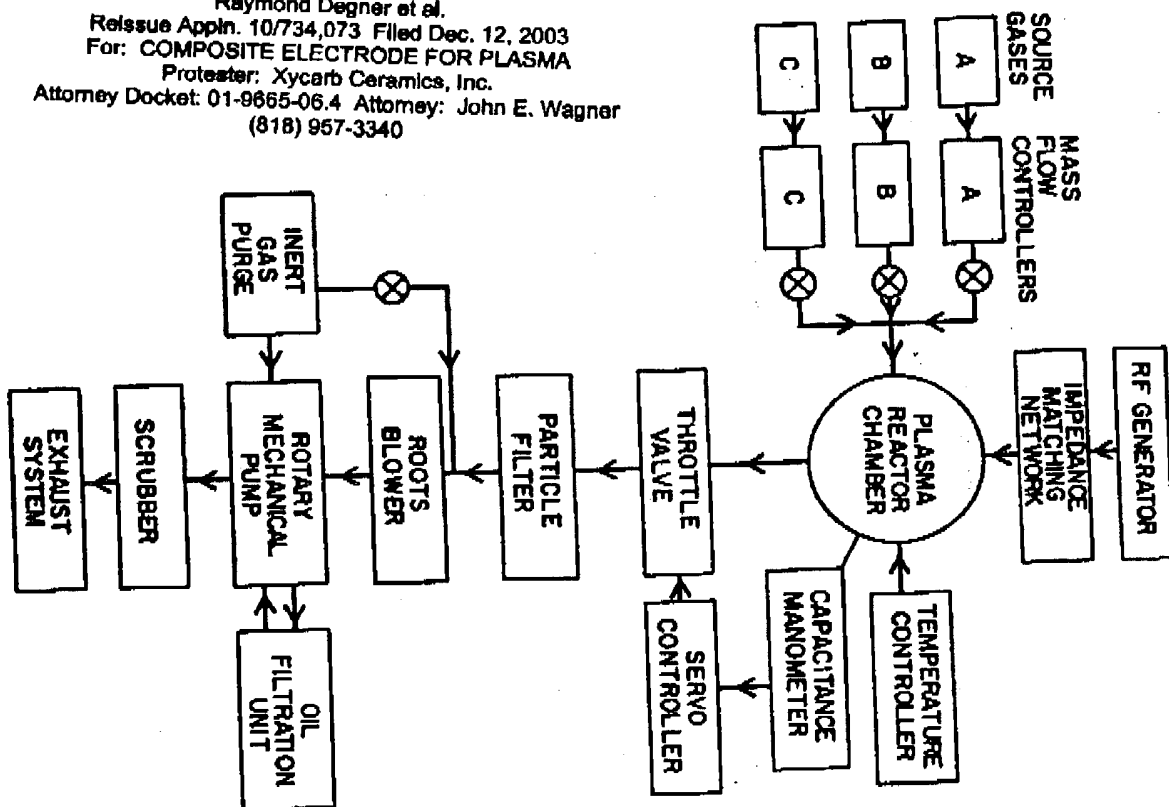 Raymond Degner et al.
Reissue Appln. 10/734,073 Filed Dec. 12, 2003
For: COMPOSITE ELECTRODE FOR PLASMA
Protester: Xycarb Ceramics, Inc.
Attorney Docket: 01-9665-06.4 Attorney: John E. Wagner
(818) 957-3340
SOURCE
GASES
A
B
C
MASS
FLOW
CONTROLLERS
A
B
C
RF GENERATOR
IMPEDANCE
MATCHING
NETWORK
PLASMA
REACTOR
CHAMBER
TEMPERATURE
CONTROLLER
CAPACITANCE
MANOMETER
SERVO
CONTROLLER
THROTTLE
VALVE
PARTICLE
FILTER
ROOTS
BLOWER
INERT
GAS
PURGE
ROTARY
MECHANICAL
PUMP
OIL
FILTRATION
UNIT
SCRUBBER
EXHAUST
SYSTEM